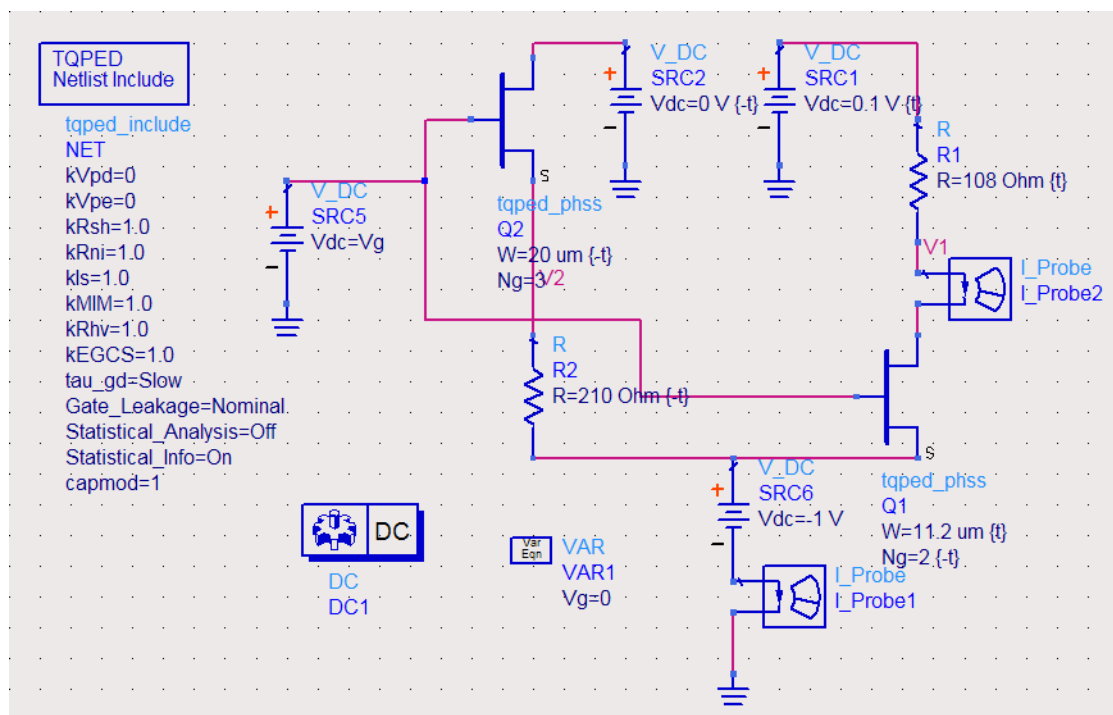 TQPED
Netlist Include
tqped_include
NET
kVpd=0
kVpe=0
kRsh=1.0
kRni=1.0
kIs=1.0
kMIM=1.0
kRhv=1.0
kEGCS=1.0
tau_gd=Slow
Gate_Leakage=Nominal
Statistical_Analysis=Off
Statistical_Info=On
capmod=1
V_DC
SRC5
Vdc=Vg
+
-
S
tqped_phss
Q2
W=20 um {-t}
Ng=3
V2
V_DC
SRC2
Vdc=0 V {-t}
+
-
V_DC
SRC1
Vdc=0.1 V {t}
+
-
R
R1
R=108 Ohm {t}
V1
I_Probe
I_Probe2
R
R2
R=210 Ohm {-t}
S
tqped_phss
Q1
W=11.2 um {t}
Ng=2 {-t}
V_DC
SRC6
Vdc=-1 V
+
-
I_Probe
I_Probe1
DC
DC
DC1
Var
Eqn
VAR
VAR1
Vg=0